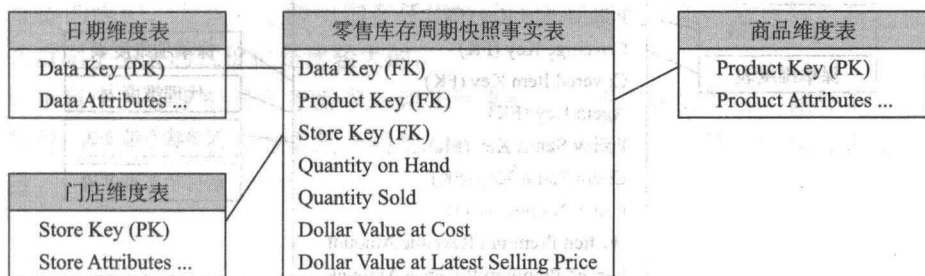 日期维度表
Data Key (PK)
Data Attributes ...
门店维度表
Store Key (PK)
Store Attributes ...
零售库存周期快照事实表
Data Key (FK)
Product Key (FK)
Store Key (FK)
Quantity on Hand
Quantity Sold
Dollar Value at Cost
Dollar Value at Latest Selling Price
商品维度表
Product Key (PK)
Product Attributes ...